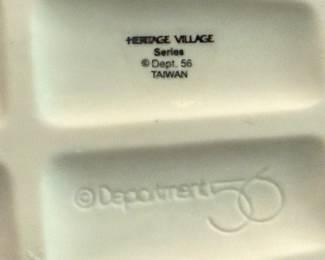 HERITAGE VILLAGE
Series
© Dept. 56
TAIWAN
©Department 56